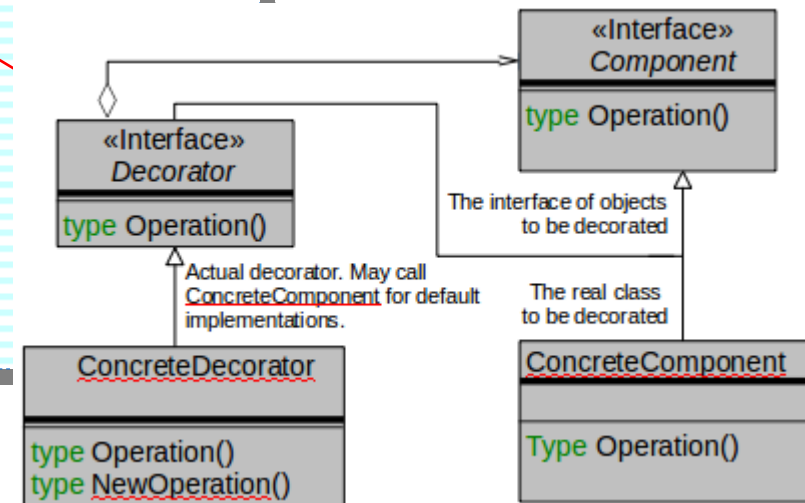 «Interface»
Component
type Operation()
«Interface»
Decorator
type Operation()
The interface of objects
to be decorated
Actual decorator. May call
ConcreteComponent for default
implementations.
The real class
to be decorated
ConcreteDecorator
type Operation()
type NewOperation()
ConcreteComponent
Type Operation()